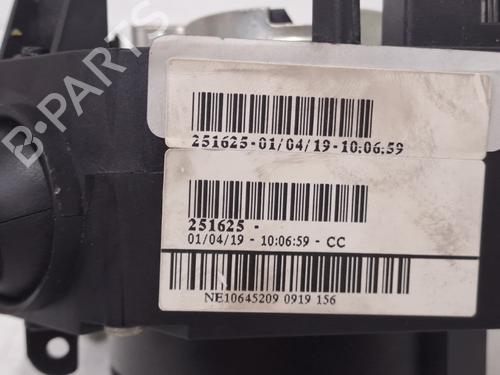 B-PARTS
251625-01/04/19-10:06:59
251625 -
01/04/19 - 10:06:59 - CC
NE10645209 0919 156